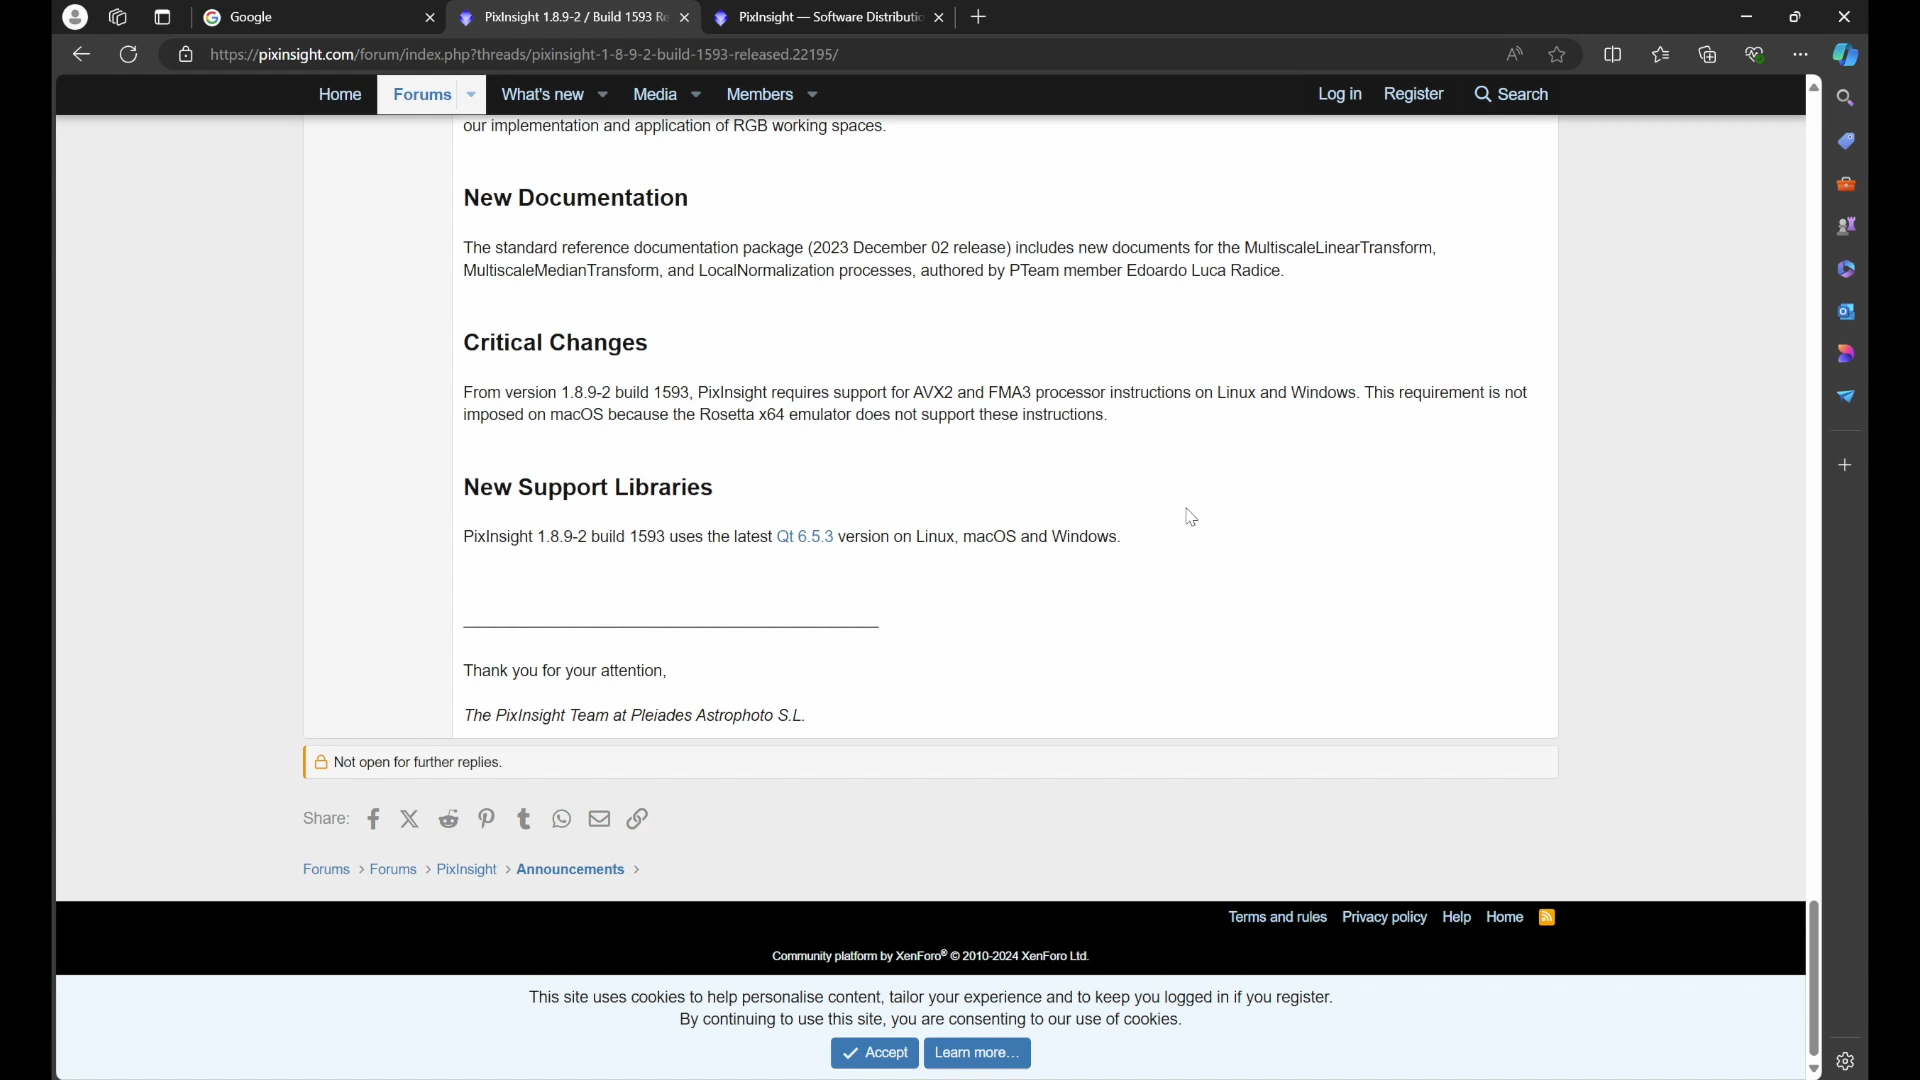 Google
PixInsight 1.8.9-2 / Build 1593 Re
PixInsight — Software Distributio
https://pixinsight.com/forum/index.php?threads/pixinsight-1-8-9-2-build-1593-released.22195/
Home Forums What's new Media Members Log in Register Search
our implementation and application of RGB working spaces.
New Documentation
The standard reference documentation package (2023 December 02 release) includes new documents for the MultiscaleLinearTransform,
MultiscaleMedianTransform, and LocalNormalization processes, authored by PTeam member Edoardo Luca Radice.
Critical Changes
From version 1.8.9-2 build 1593, PixInsight requires support for AVX2 and FMA3 processor instructions on Linux and Windows. This requirement is not
imposed on macOS because the Rosetta x64 emulator does not support these instructions.
New Support Libraries
PixInsight 1.8.9-2 build 1593 uses the latest Qt 6.5.3 version on Linux, macOS and Windows.
Thank you for your attention,
The PixInsight Team at Pleiades Astrophoto S.L.
Not open for further replies.
Share:
Forums > Forums > PixInsight > Announcements >
Terms and rules Privacy policy Help Home
Community platform by XenForo® © 2010-2024 XenForo Ltd.
This site uses cookies to help personalise content, tailor your experience and to keep you logged in if you register.
By continuing to use this site, you are consenting to our use of cookies.
Accept Learn more…